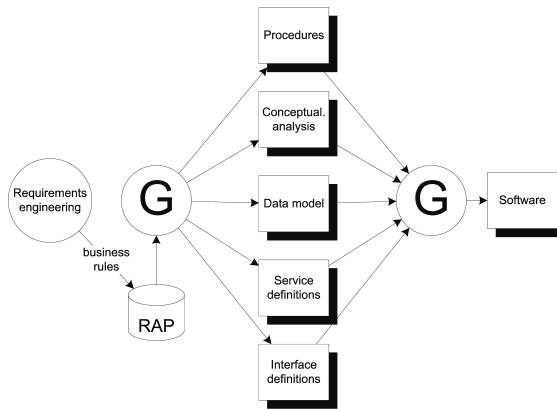 Procedures
Conceptual.
analysis
Requirements
engineering
G
Data model
G
Software
business
rules
RAP
Service
definitions
Interface
definitions